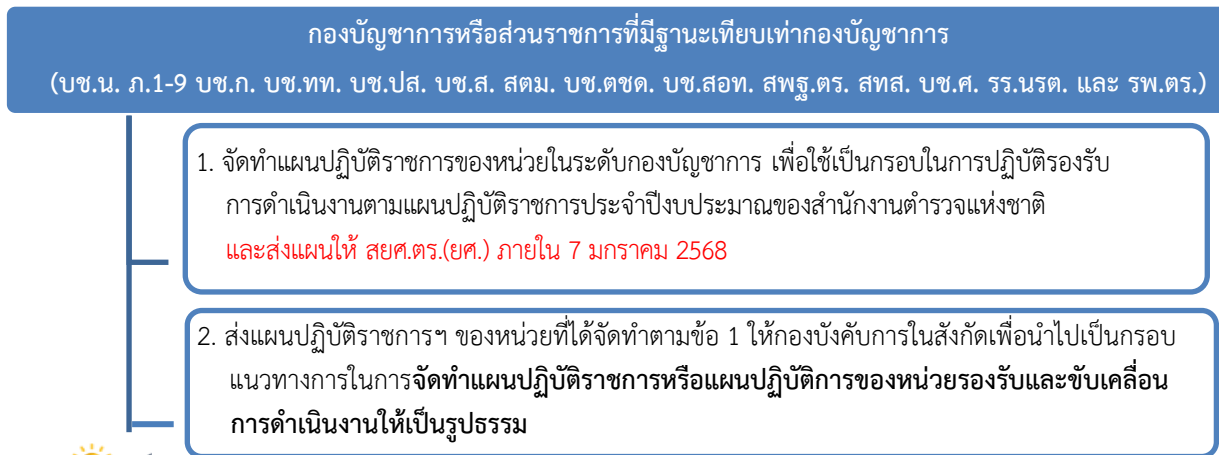 กองบัญชาการหรือส่วนราชการที่มีฐานะเทียบเท่ากองบัญชาการ
(บช.น. ภ.1-9 บช.ก. บช.ทท. บช.ปส. บช.ส. สตม. บช.ตชด. บช.สอท. สพฐ.ตร. สทส. บช.ศ. รร.นรต. และ รพ.ตร.)
1. จัดทำแผนปฏิบัติราชการของหน่วยในระดับกองบัญชาการ เพื่อใช้เป็นกรอบในการปฏิบัติรองรับ
การดำเนินงานตามแผนปฏิบัติราชการประจำปีงบประมาณของสำนักงานตำรวจแห่งชาติ
และส่งแผนให้ สยศ.ตร.(ยศ.) ภายใน 7 มกราคม 2568
2. ส่งแผนปฏิบัติราชการฯ ของหน่วยที่ได้จัดทำตามข้อ 1 ให้กองบังคับการในสังกัดเพื่อนำไปเป็นกรอบ
แนวทางการในการจัดทำแผนปฏิบัติราชการหรือแผนปฏิบัติการของหน่วยรองรับและขับเคลื่อน
การดำเนินงานให้เป็นรูปธรรม